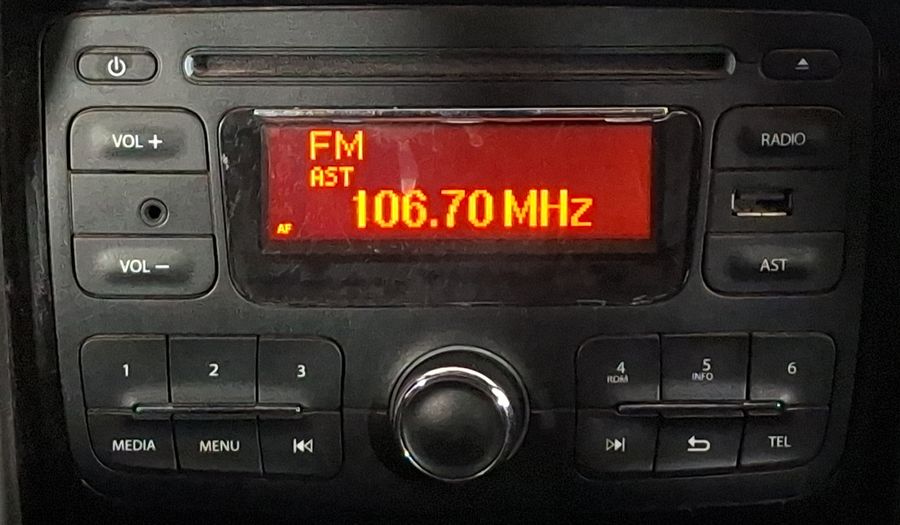 VOL +
VOL −
FM
AST
106.70 MHz
AF
RADIO
AST
1
2
3
MEDIA
MENU
4
RDM
5
INFO
6
TEL